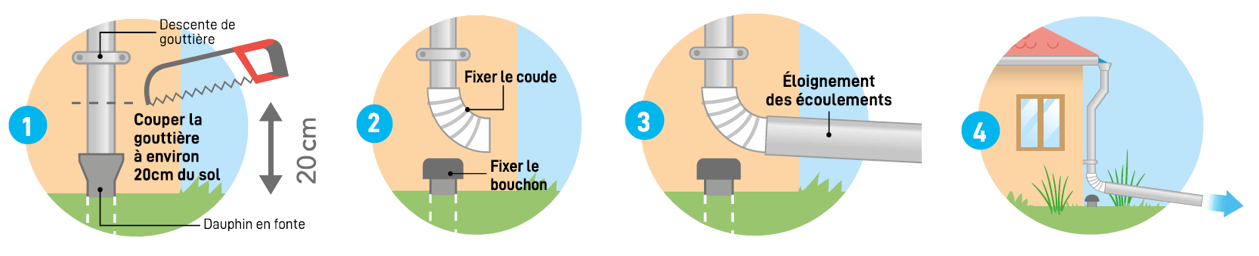 1
Descente de
gouttière
Couper la
gouttière
à environ
20cm du sol
20 cm
Dauphin en fonte
2
Fixer le coude
Fixer le
bouchon
3
Éloignement
des écoulements
4